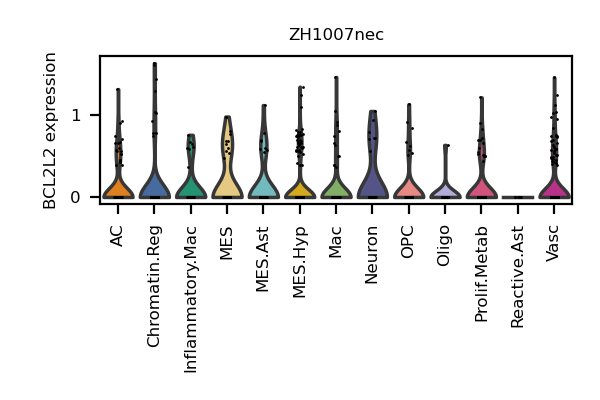 ZH1007nec
BCL2L2 expression
1
0
AC
Chromatin.Reg
Inflammatory.Mac
MES
MES.Ast
MES.Hyp
Mac
Neuron
OPC
Oligo
Prolif.Metab
Reactive.Ast
Vasc